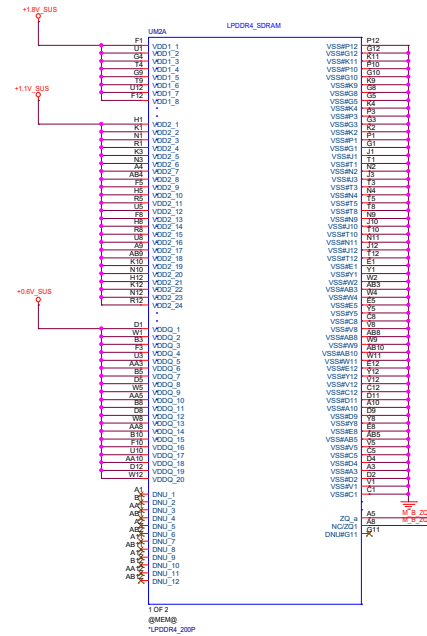 +1.8V_SUS
LPDDR4_SDRAM
UM2A
F1 VDD1_1
U1 VDD1_2
G4 VDD1_3
T4 VDD1_4
G9 VDD1_5
T9 VDD1_6
U12 VDD1_7
F12 VDD1_8
+1.1V_SUS
H1 VDD2_1
K1 VDD2_2
N1 VDD2_3
R1 VDD2_4
K3 VDD2_5
N3 VDD2_6
A4 VDD2_7
AB4 VDD2_8
F5 VDD2_9
H5 VDD2_10
R5 VDD2_11
U5 VDD2_12
F8 VDD2_13
H8 VDD2_14
R8 VDD2_15
U8 VDD2_16
A9 VDD2_17
AB9 VDD2_18
K10 VDD2_19
N10 VDD2_20
H12 VDD2_21
K12 VDD2_22
N12 VDD2_23
R12 VDD2_24
+0.6V_SUS
D1 VDDQ_1
W1 VDDQ_2
B3 VDDQ_3
F3 VDDQ_4
U3 VDDQ_5
AA3 VDDQ_6
B5 VDDQ_7
D5 VDDQ_8
W5 VDDQ_9
AA5 VDDQ_10
B8 VDDQ_11
D8 VDDQ_12
W8 VDDQ_13
AA8 VDDQ_14
B10 VDDQ_15
F10 VDDQ_16
U10 VDDQ_17
AA10 VDDQ_18
D12 VDDQ_19
W12 VDDQ_20
DNU_1
DNU_2
DNU_3
DNU_4
DNU_5
DNU_6
DNU_7
DNU_8
DNU_9
DNU_10
DNU_11
DNU_12
VSS#P12 P12
VSS#G12 G12
VSS#K11 K11
VSS#P10 P10
VSS#G10 G10
VSS#K9 K9
VSS#G8 G8
VSS#G5 G5
VSS#K4 K4
VSS#P3 P3
VSS#G3 G3
VSS#K2 K2
VSS#P1 P1
VSS#G1 G1
VSS#J1 J1
VSS#T1 T1
VSS#N2 N2
VSS#J3 J3
VSS#T3 T3
VSS#N4 N4
VSS#T5 T5
VSS#T8 T8
VSS#N9 N9
VSS#J10 J10
VSS#T10 T10
VSS#N11 N11
VSS#J12 J12
VSS#T12 T12
VSS#E1 E1
VSS#Y1 Y1
VSS#W2 W2
VSS#AB3 AB3
VSS#W4 W4
VSS#E5 E5
VSS#Y5 Y5
VSS#C8 C8
VSS#V8 V8
VSS#AB8 AB8
VSS#W9 W9
VSS#AB10 AB10
VSS#W11 W11
VSS#E12 E12
VSS#Y12 Y12
VSS#V12 V12
VSS#C12 C12
VSS#D11 D11
VSS#A10 A10
VSS#D9 D9
VSS#Y8 Y8
VSS#E8 E8
VSS#AB5 AB5
VSS#V5 V5
VSS#C5 C5
VSS#D4 D4
VSS#A3 A3
VSS#D2 D2
VSS#V1 V1
VSS#C1 C1
ZQ_a A5 M_B_ZQ
NC/ZQ1 A8 M_B_ZQ
DNU#G11 G11
1 OF 2
@MEM@
*LPDDR4_200P